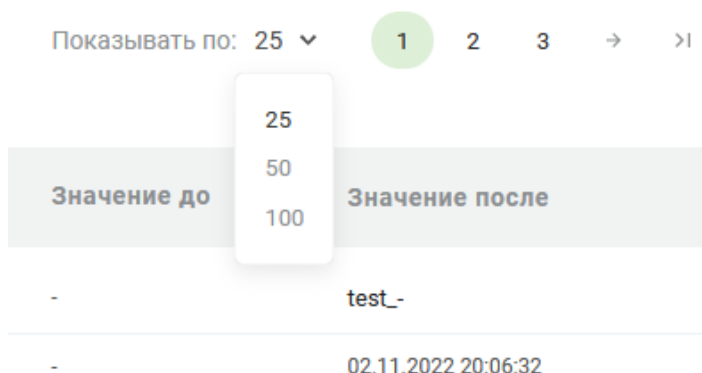 Показывать по: 25 1 2 3 → >|
25
50
100
Значение до Значение после
- test_-
- 02.11.2022 20:06:32